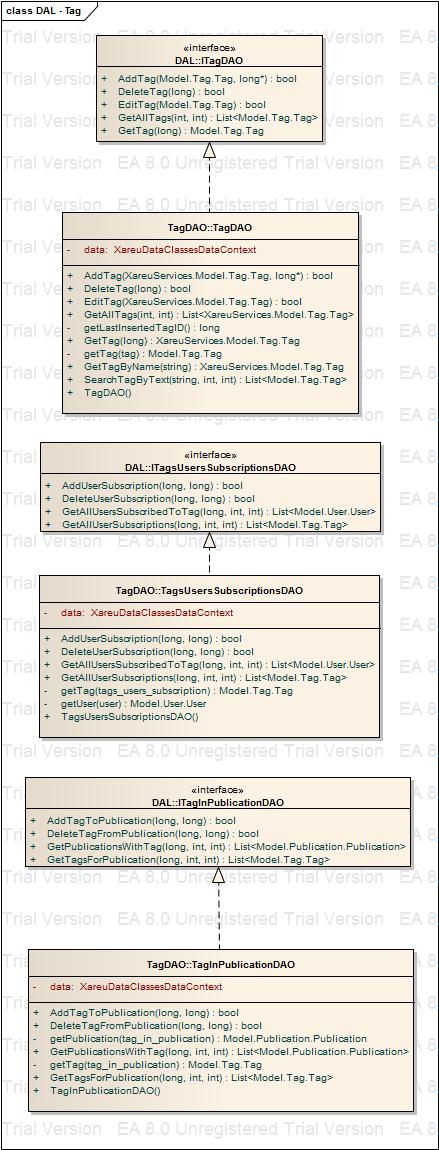 class DAL - Tag
Trial Version EA 8.0 Unregistered Trial Version EA 8
«interface»
DAL::ITagDAO
+ AddTag(Model.Tag.Tag, long*) : bool
+ DeleteTag(long) : bool
+ EditTag(Model.Tag.Tag) : bool
+ GetAllTags(int, int) : List<Model.Tag.Tag>
+ GetTag(long) : Model.Tag.Tag
TagDAO::TagDAO
- data: XareuDataClassesDataContext
+ AddTag(XareuServices.Model.Tag.Tag, long*) : bool
+ DeleteTag(long) : bool
+ EditTag(XareuServices.Model.Tag.Tag) : bool
+ GetAllTags(int, int) : List<XareuServices.Model.Tag.Tag>
- getLastInsertedTagID() : long
+ GetTag(long) : XareuServices.Model.Tag.Tag
- getTag(tag) : Model.Tag.Tag
+ GetTagByName(string) : XareuServices.Model.Tag.Tag
+ SearchTagByText(string, int, int) : List<Model.Tag.Tag>
+ TagDAO()
«interface»
DAL::ITagsUsersSubscriptionsDAO
+ AddUserSubscription(long, long) : bool
+ DeleteUserSubscription(long, long) : bool
+ GetAllUsersSubscribedToTag(long, int, int) : List<Model.User.User>
+ GetAllUserSubscriptions(long, int, int) : List<Model.Tag.Tag>
TagDAO::TagsUsersSubscriptionsDAO
- data: XareuDataClassesDataContext
+ AddUserSubscription(long, long) : bool
+ DeleteUserSubscription(long, long) : bool
+ GetAllUsersSubscribedToTag(long, int, int) : List<Model.User.User>
+ GetAllUserSubscriptions(long, int, int) : List<Model.Tag.Tag>
- getTag(tags_users_subscription) : Model.Tag.Tag
- getUser(user) : Model.User.User
+ TagsUsersSubscriptionsDAO()
«interface»
DAL::ITagInPublicationDAO
+ AddTagToPublication(long, long) : bool
+ DeleteTagFromPublication(long, long) : bool
+ GetPublicationsWithTag(long, int, int) : List<Model.Publication.Publication>
+ GetTagsForPublication(long, int, int) : List<Model.Tag.Tag>
TagDAO::TagInPublicationDAO
- data: XareuDataClassesDataContext
+ AddTagToPublication(long, long) : bool
+ DeleteTagFromPublication(long, long) : bool
- getPublication(tag_in_publication) : Model.Publication.Publication
+ GetPublicationsWithTag(long, int, int) : List<Model.Publication.Publication>
- getTag(tag_in_publication) : Model.Tag.Tag
+ GetTagsForPublication(long, int, int) : List<Model.Tag.Tag>
+ TagInPublicationDAO()